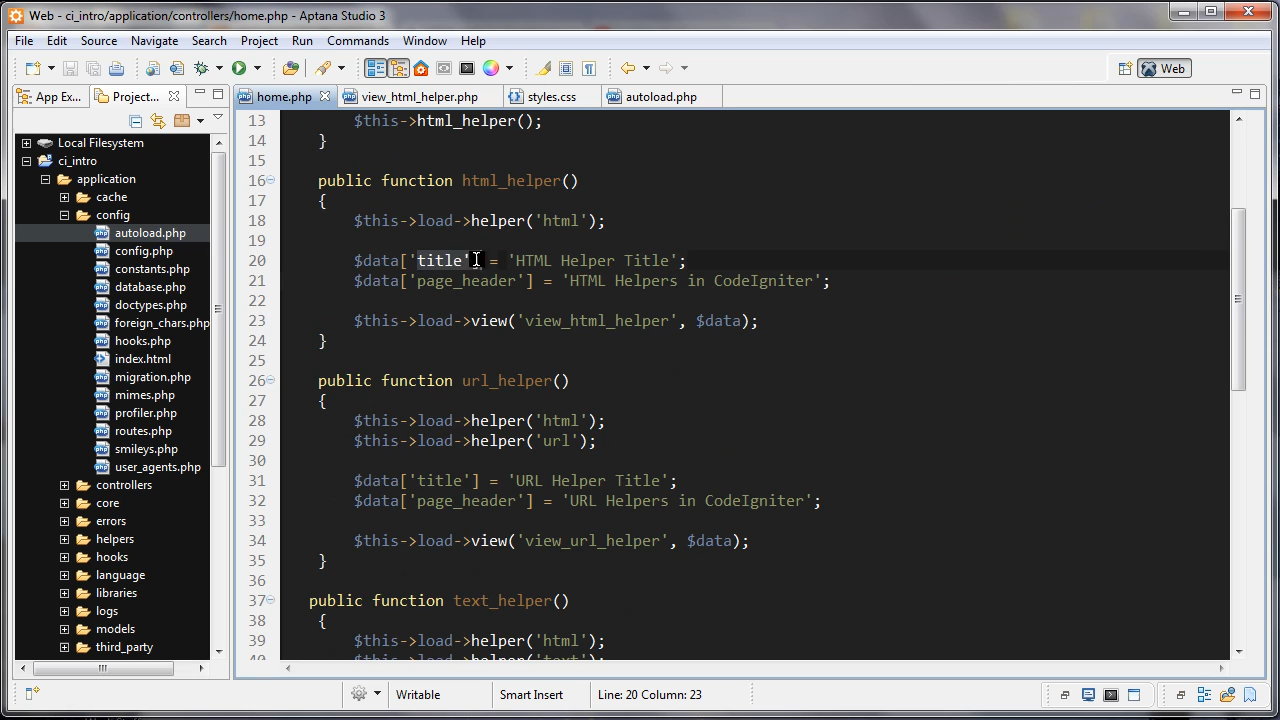 Web - ci_intro/application/controllers/home.php - Aptana Studio 3
File Edit Source Navigate Search Project Run Commands Window Help
Web
App Ex... Project...
home.php view_html_helper.php styles.css autoload.php
Local Filesystem
ci_intro
application
cache
config
autoload.php
config.php
constants.php
database.php
doctypes.php
foreign_chars.php
hooks.php
index.html
migration.php
mimes.php
profiler.php
routes.php
smileys.php
user_agents.php
controllers
core
errors
helpers
hooks
language
libraries
logs
models
third_party
13 $this->html_helper();
14 }
15
16 public function html_helper()
17 {
18 $this->load->helper('html');
19
20 $data['title'] = 'HTML Helper Title';
21 $data['page_header'] = 'HTML Helpers in CodeIgniter';
22
23 $this->load->view('view_html_helper', $data);
24 }
25
26 public function url_helper()
27 {
28 $this->load->helper('html');
29 $this->load->helper('url');
30
31 $data['title'] = 'URL Helper Title';
32 $data['page_header'] = 'URL Helpers in CodeIgniter';
33
34 $this->load->view('view_url_helper', $data);
35 }
36
37 public function text_helper()
38 {
39 $this->load->helper('html');
40 $this->load->helper('text');
Writable Smart Insert Line: 20 Column: 23